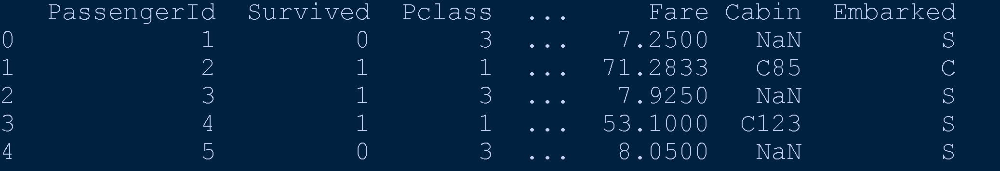 PassengerId Survived Pclass ... Fare Cabin Embarked
0 1 0 3 ... 7.2500 NaN S
1 2 1 1 ... 71.2833 C85 C
2 3 1 3 ... 7.9250 NaN S
3 4 1 1 ... 53.1000 C123 S
4 5 0 3 ... 8.0500 NaN S